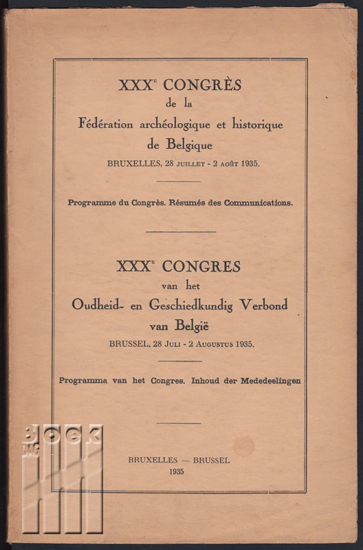 XXXᵉ CONGRÈS
de la
Fédération archéologique et historique
de Belgique
BRUXELLES, 28 JUILLET - 2 AOÛT 1935.
Programme du Congrès. Résumés des Communications.
XXXᵉ CONGRES
van het
Oudheid- en Geschiedkundig Verbond
van België
BRUSSEL, 28 JULI - 2 AUGUSTUS 1935.
Programma van het Congres. Inhoud der Mededeelingen
BRUXELLES — BRUSSEL
1935